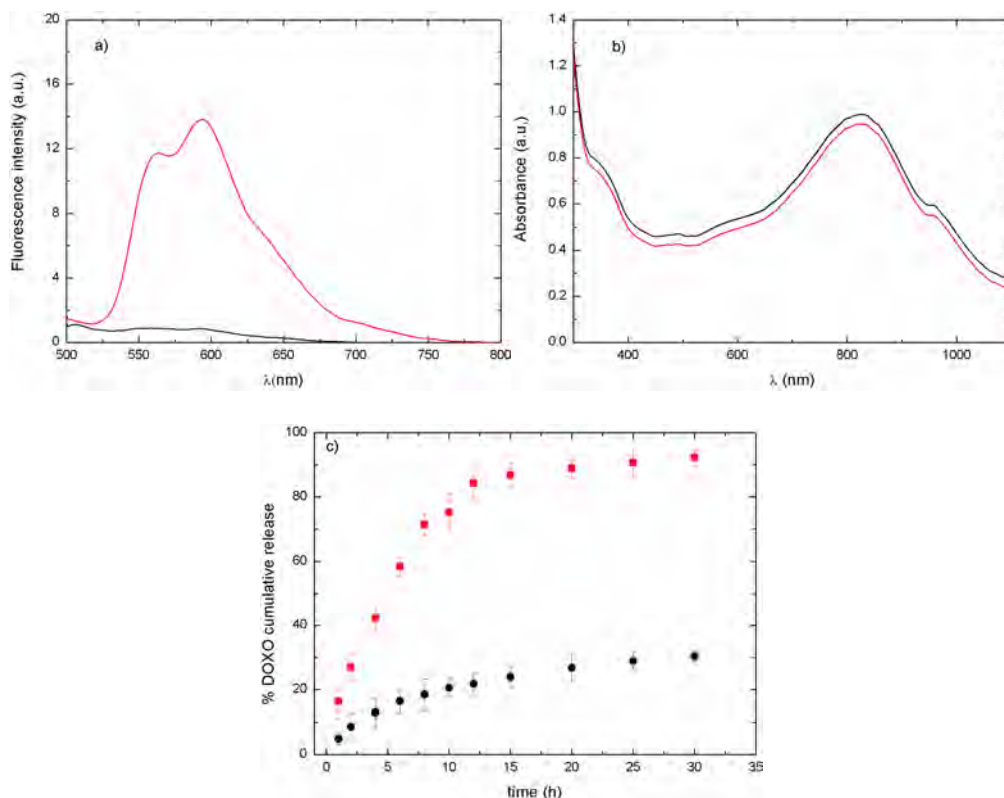 a)
Fluorescence intensity (a.u.)
20
16
12
8
4
0
500 550 600 650 700 750 800
λ(nm)
b)
Absorbance (a.u.)
1.4
1.2
1.0
0.8
0.6
0.4
0.2
0.0
400 600 800 1000
λ (nm)
c)
% DOXO cumulative release
100
80
60
40
20
0
0 5 10 15 20 25 30 35
time (h)